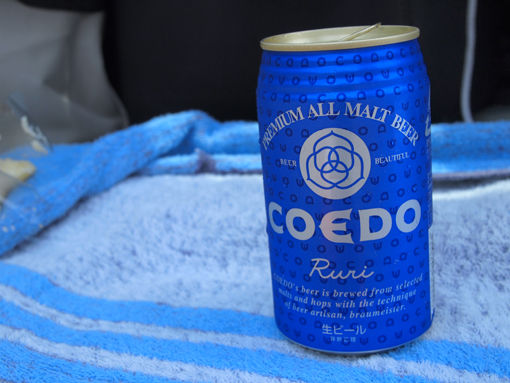 PREMIUM ALL MALT BEER
BEER
BEAUTIFUL
COEDO
Ruri
COEDO's beer is brewed from selected
malts and hops with the technique
of beer artisan, braumeister.
生ビール